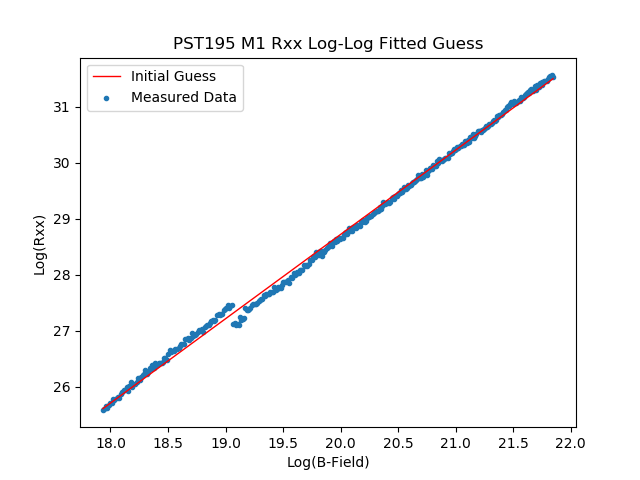 PST195 M1 Rxx Log-Log Fitted Guess
Initial Guess
Measured Data
Log(Rxx)
31
30
29
28
27
26
18.0 18.5 19.0 19.5 20.0 20.5 21.0 21.5 22.0
Log(B-Field)